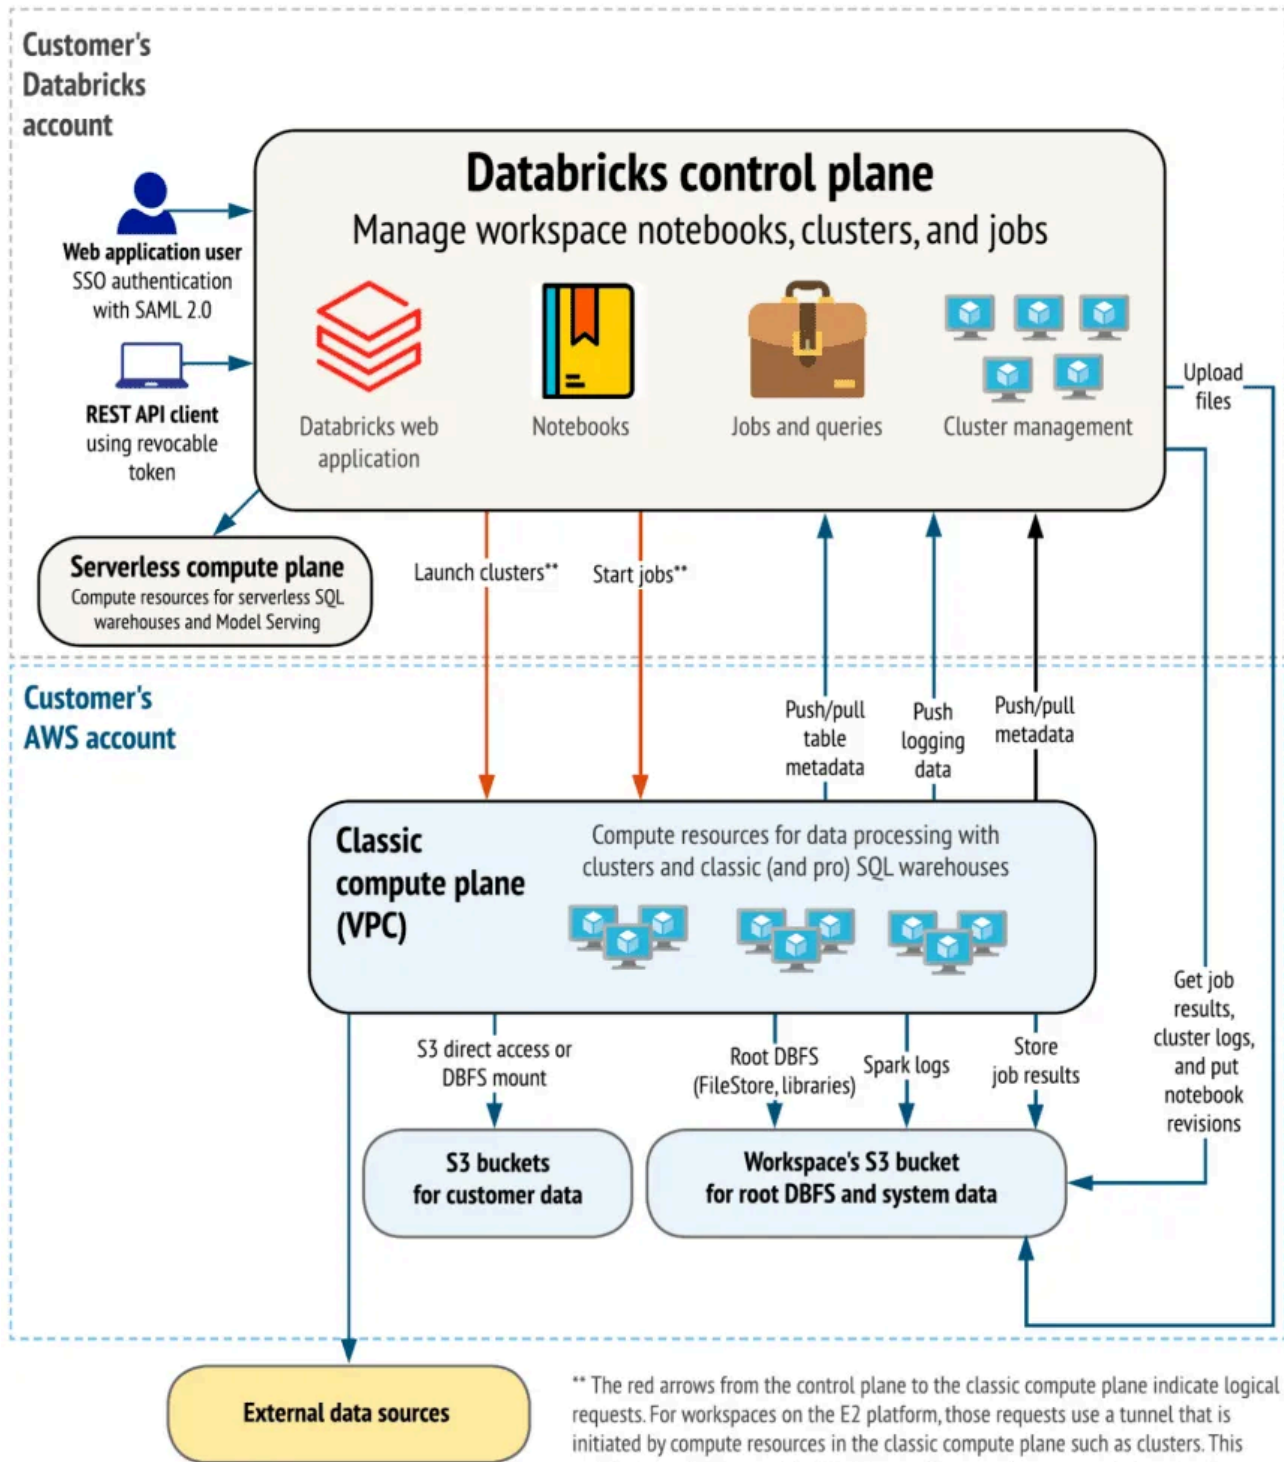 Customer's
Databricks
account
Databricks control plane
Manage workspace notebooks, clusters, and jobs
Web application user
SSO authentication
with SAML 2.0
REST API client
using revocable
token
Databricks web
application
Notebooks
Jobs and queries
Cluster management
Upload
files
Serverless compute plane
Compute resources for serverless SQL
warehouses and Model Serving
Launch clusters**
Start jobs**
Customer's
AWS account
Push/pull
table
metadata
Push
logging
data
Push/pull
metadata
Classic
compute plane
(VPC)
Compute resources for data processing with
clusters and classic (and pro) SQL warehouses
Get job
results,
cluster logs,
and put
notebook
revisions
S3 direct access or
DBFS mount
Root DBFS
(FileStore, libraries)
Spark logs
Store
job results
S3 buckets
for customer data
Workspace's S3 bucket
for root DBFS and system data
External data sources
** The red arrows from the control plane to the classic compute plane indicate logical
requests. For workspaces on the E2 platform, those requests use a tunnel that is
initiated by compute resources in the classic compute plane such as clusters. This